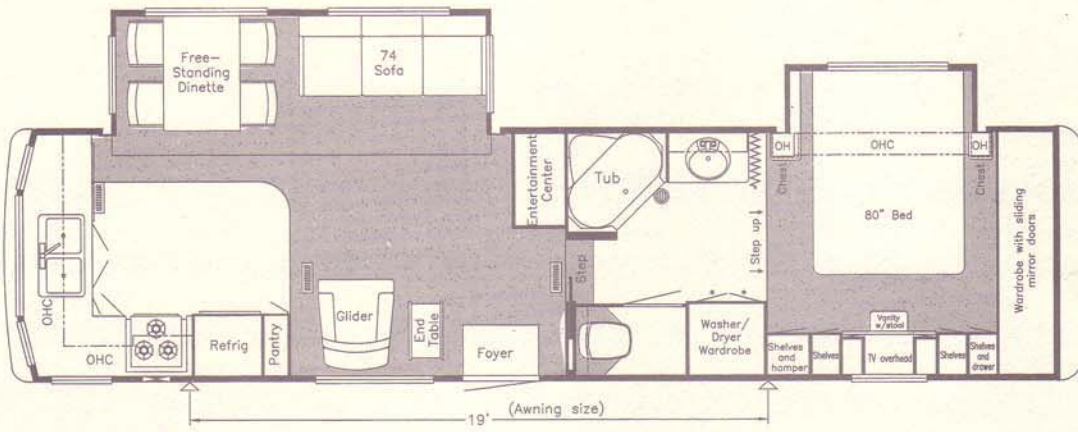 Free-
Standing
Dinette
74
Sofa
Entertainment
Center
Tub
OH
OHC
OH
Chest
Chest
80" Bed
Wardrobe with sliding
mirror doors
Step up
Step
OHC
OHC
Refrig
Pantry
Glider
End
Table
Foyer
Washer/
Dryer
Wardrobe
Shelves
and
hamper
Shelves
Vanity
w/stool
TV overhead
Shelves
Shelves
and
drawer
19'
(Awning size)